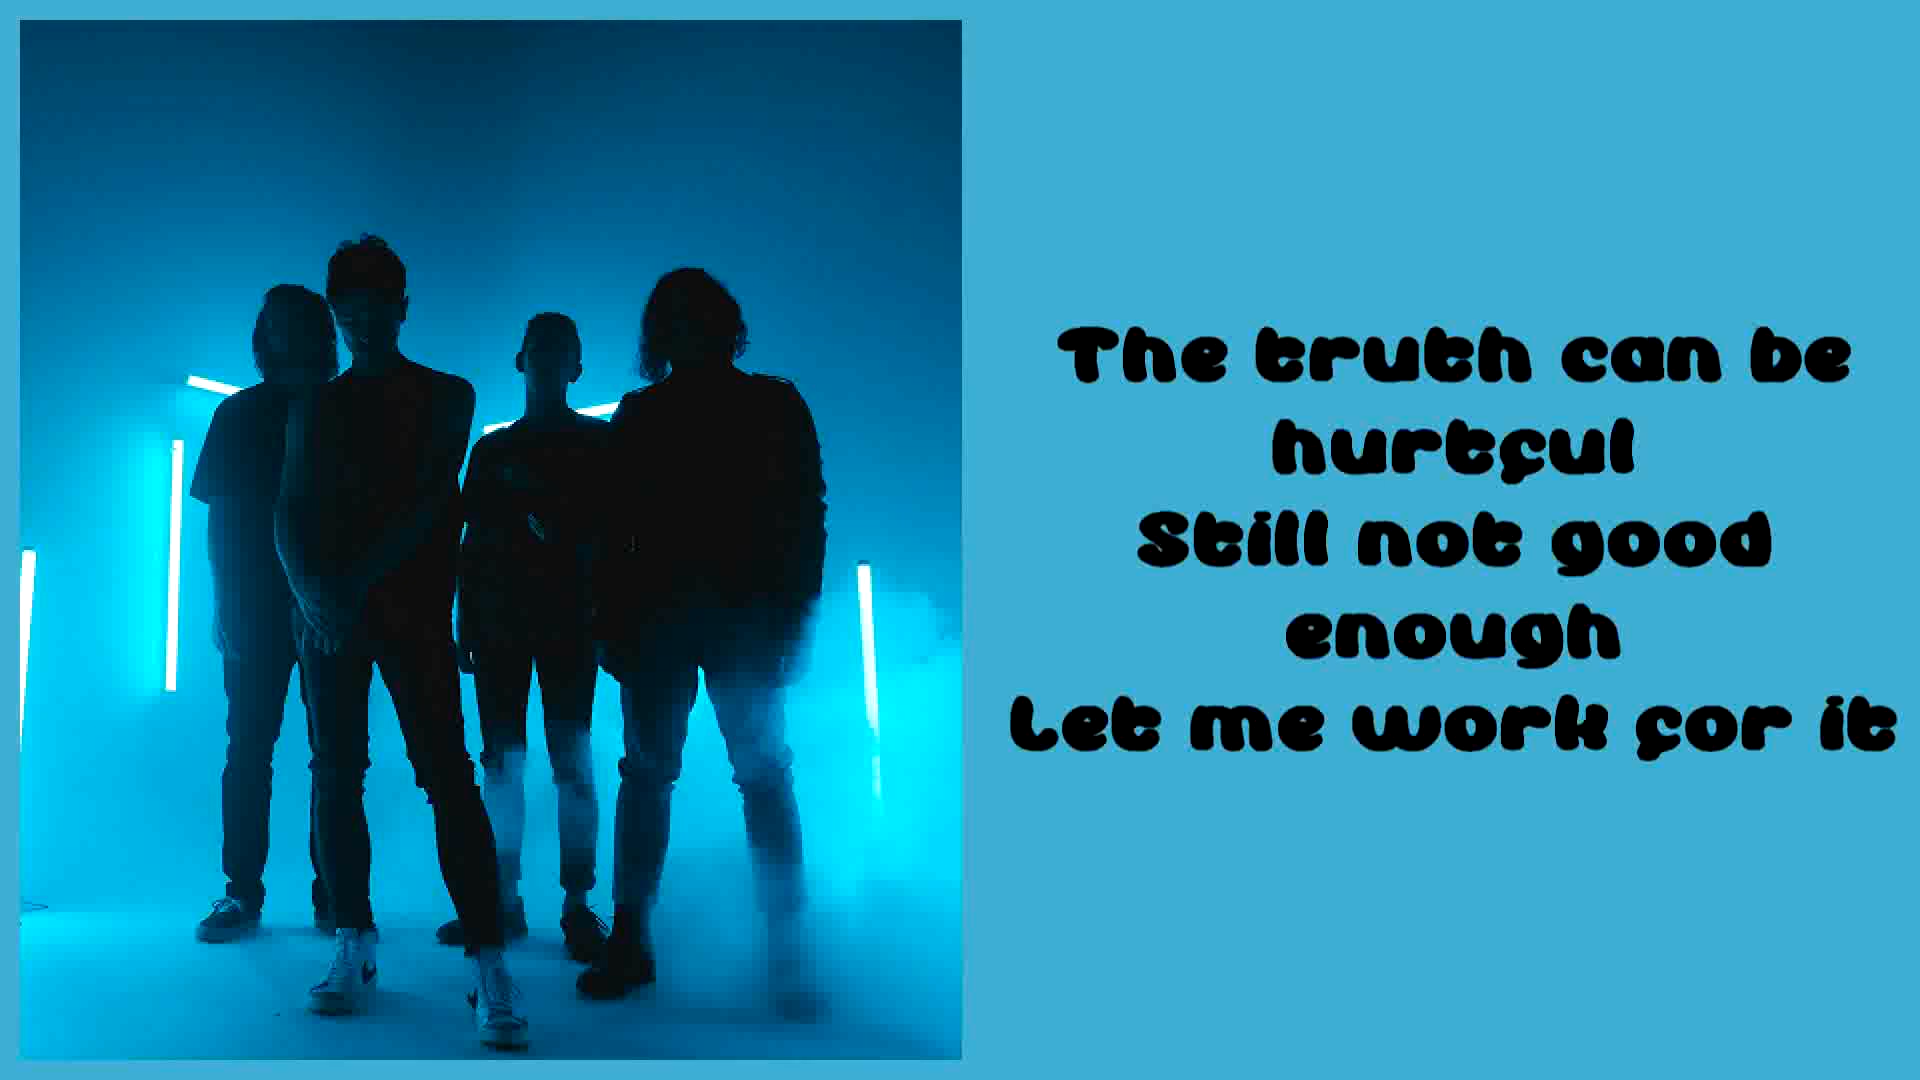 The truth can be
hurtful
Still not good
enough
Let me work for it